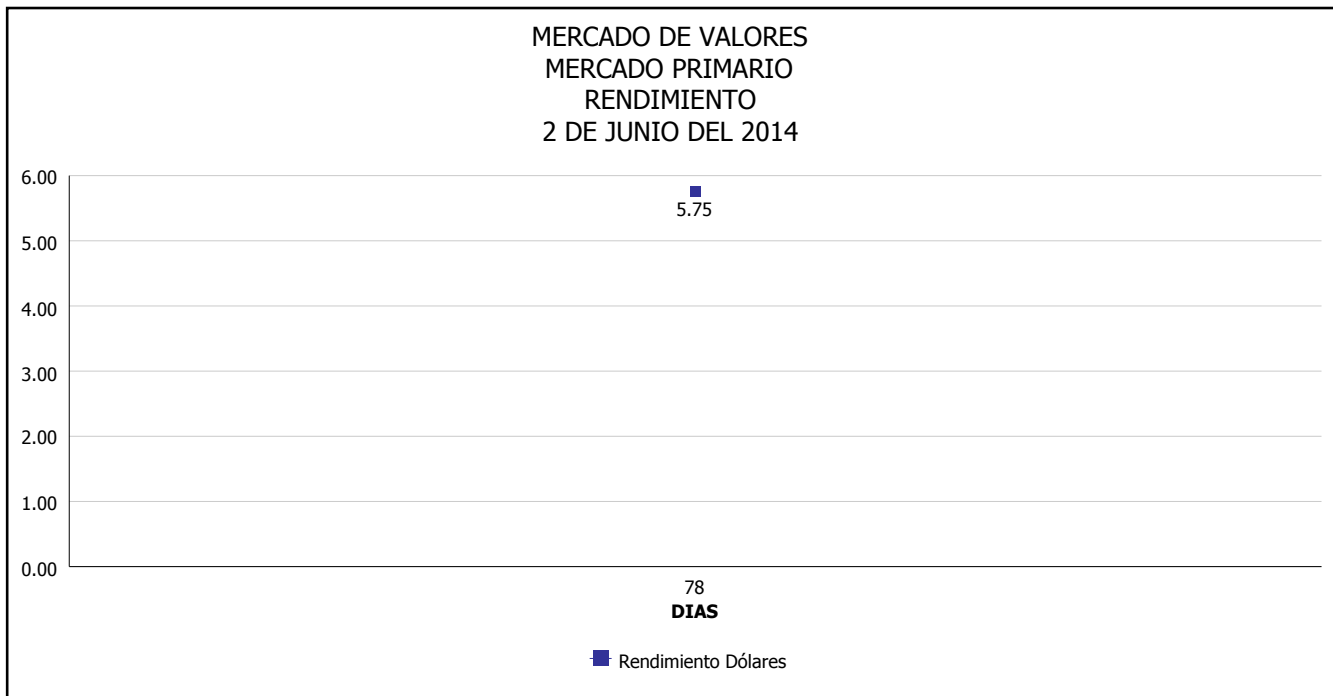 MERCADO DE VALORES
MERCADO PRIMARIO
RENDIMIENTO
2 DE JUNIO DEL 2014
6.00
5.75
5.00
4.00
3.00
2.00
1.00
0.00
78
DIAS
Rendimiento Dólares